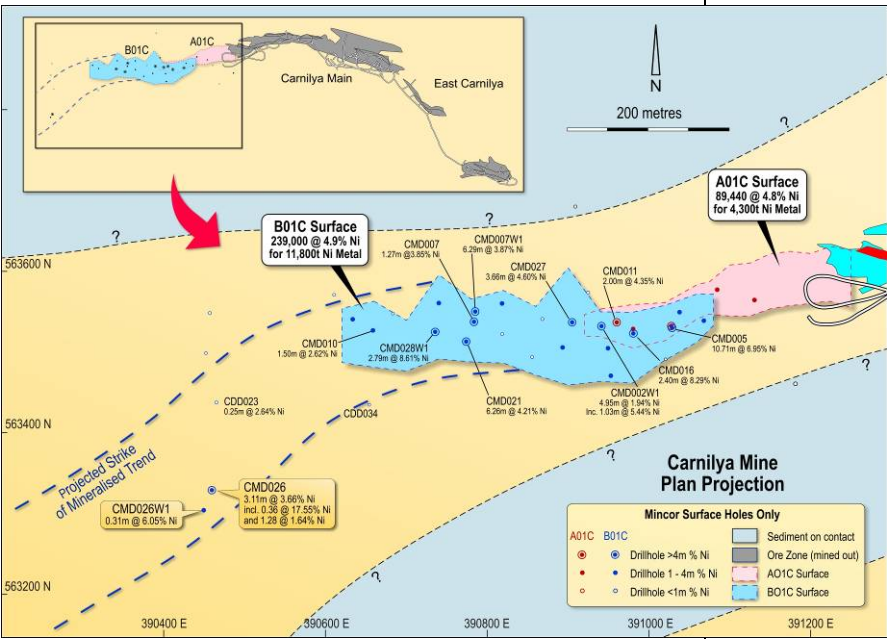 B01C
A01C
Carnilya Main
East Carnilya
N
200 metres
?
?
?
A01C Surface
89,440 @ 4.8% Ni
for 4,300t Ni Metal
B01C Surface
239,000 @ 4.9% Ni
for 11,800t Ni Metal
CMD007
1.27m @3.85% Ni
CMD007W1
6.29m @ 3.87% Ni
CMD027
3.66m @ 4.60% Ni
CMD011
2.00m @ 4.35% Ni
563600 N
CMD010
1.50m @ 2.62% Ni
CMD028W1
2.79m @ 8.61% Ni
CMD005
10.71m @ 6.95% Ni
CMD016
2.40m @ 8.29% Ni
CMD021
6.26m @ 4.21% Ni
CMD002W1
4.95m @ 1.94% Ni
Inc. 1.03m @ 5.44% Ni
CDD023
0.25m @ 2.64% Ni
CDD034
563400 N
?
?
Projected Strike
of Mineralised Trend
CMD026
3.11m @ 3.66% Ni
incl. 0.36 @ 17.55% Ni
and 1.28 @ 1.64% Ni
CMD026W1
0.31m @ 6.05% Ni
Carnilya Mine
Plan Projection
Mincor Surface Holes Only
A01C B01C
Drillhole >4m % Ni
Drillhole 1 - 4m % Ni
Drillhole <1m % Ni
Sediment on contact
Ore Zone (mined out)
AO1C Surface
BO1C Surface
563200 N
390400 E
390600 E
390800 E
391000 E
391200 E